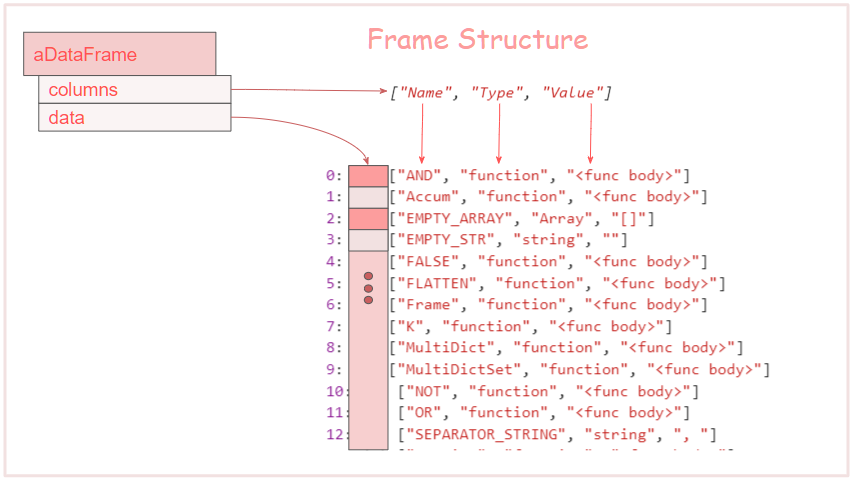 Frame Structure
aDataFrame
columns
data
["Name", "Type", "Value"]
0: ["AND", "function", "<func body>"]
1: ["Accum", "function", "<func body>"]
2: ["EMPTY_ARRAY", "Array", "[]"]
3: ["EMPTY_STR", "string", ""]
4: ["FALSE", "function", "<func body>"]
5: ["FLATTEN", "function", "<func body>"]
6: ["Frame", "function", "<func body>"]
7: ["K", "function", "<func body>"]
8: ["MultiDict", "function", "<func body>"]
9: ["MultiDictSet", "function", "<func body>"]
10: ["NOT", "function", "<func body>"]
11: ["OR", "function", "<func body>"]
12: ["SEPARATOR_STRING", "string", ", "]